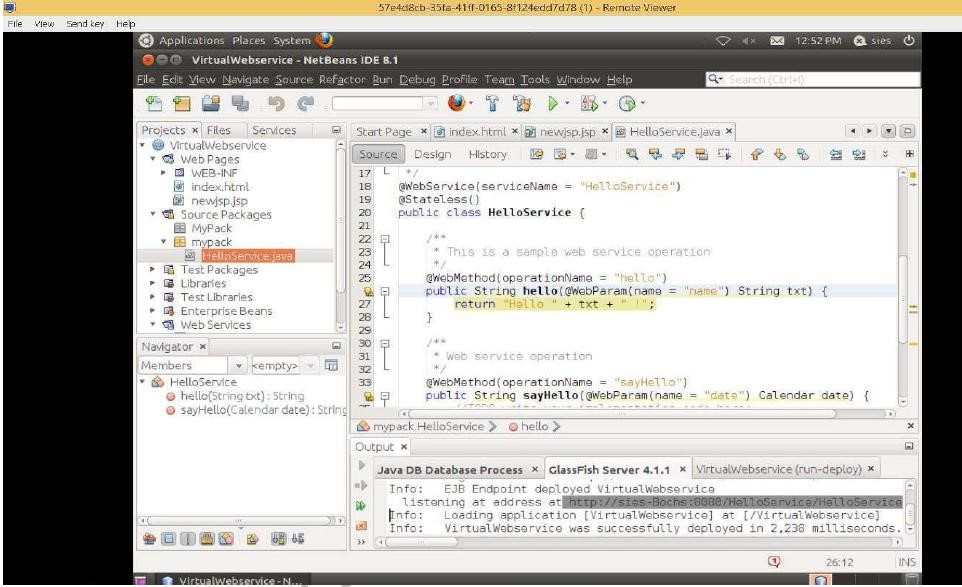 57e4d8cb-35fa-41ff-0165-8f124edd7d78 (1) - Remote Viewer
File View Send key Help
Applications Places System 12:52 PM sies
VirtualWebservice - NetBeans IDE 8.1
File Edit View Navigate Source Refactor Run Debug Profile Team Tools Window Help
Search (Ctrl+I)
Projects × Files Services
VirtualWebservice
Web Pages
WEB-INF
index.html
newjsp.jsp
Source Packages
MyPack
mypack
HelloService.java
Test Packages
Libraries
Test Libraries
Enterprise Beans
Web Services
Navigator ×
Members <empty>
HelloService
hello(String txt) : String
sayHello(Calendar date) : String
Start Page × index.html × newjsp.jsp × HelloService.java ×
Source Design History
17 */
18 @WebService(serviceName = "HelloService")
19 @Stateless()
20 public class HelloService {
21
22 /**
23 * This is a sample web service operation
24 */
25 @WebMethod(operationName = "hello")
public String hello(@WebParam(name = "name") String txt) {
27 return "Hello " + txt + " !";
28 }
29
30 /**
31 * Web service operation
32 */
33 @WebMethod(operationName = "sayHello")
public String sayHello(@WebParam(name = "date") Calendar date) {
mypack.HelloService hello
Output ×
Java DB Database Process × GlassFish Server 4.1.1 × VirtualWebservice (run-deploy) ×
Info: EJB Endpoint deployed VirtualWebservice
listening at address at http://sies-Bochs:8080/HelloService/HelloService
Info: Loading application [VirtualWebservice] at [/VirtualWebservice]
Info: VirtualWebservice was successfully deployed in 2,238 milliseconds.
1 26:12 INS
VirtualWebservice - N...